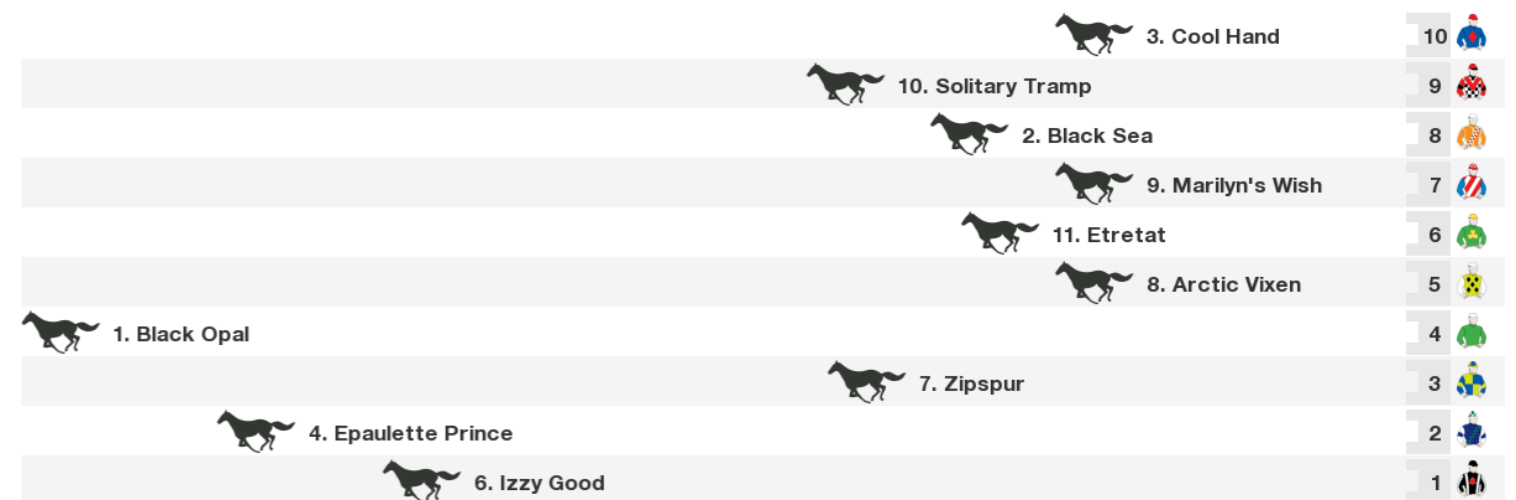 3. Cool Hand 10
10. Solitary Tramp 9
2. Black Sea 8
9. Marilyn's Wish 7
11. Etretat 6
8. Arctic Vixen 5
1. Black Opal 4
7. Zipspur 3
4. Epaulette Prince 2
6. Izzy Good 1